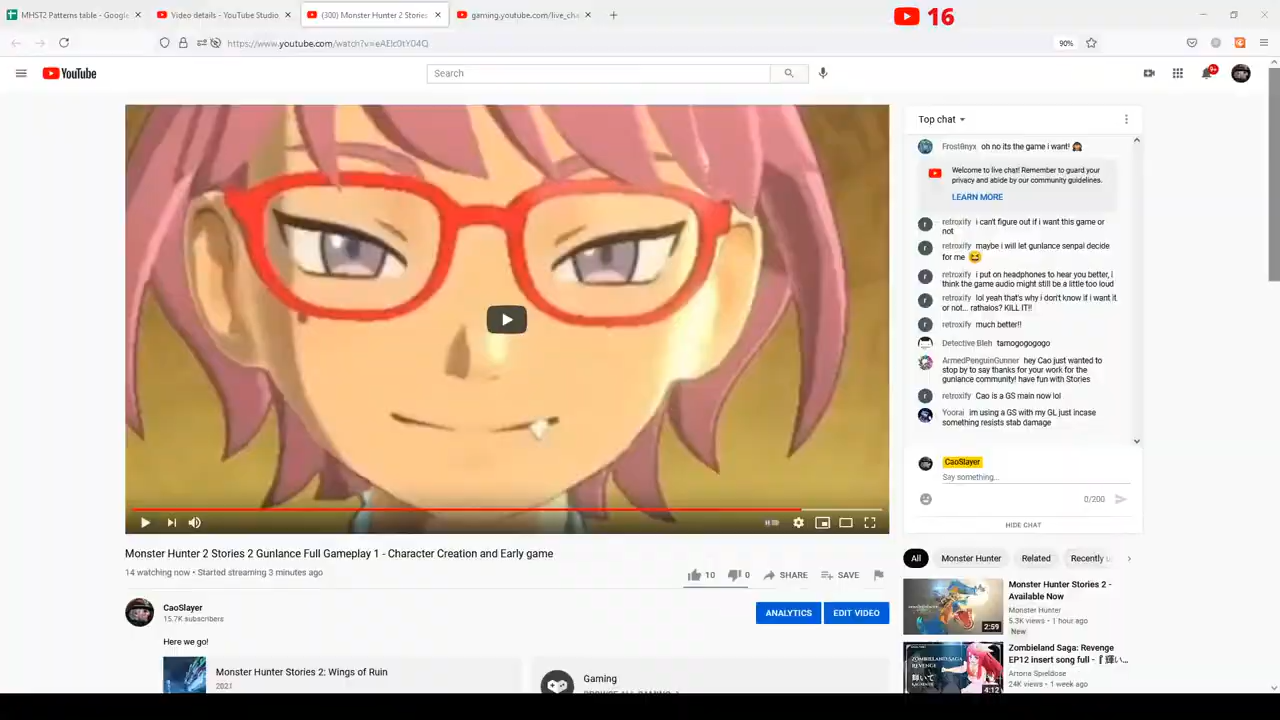 MHST2 Patterns table - Google
Video details - YouTube Studio
(300) Monster Hunter 2 Stories
gaming.youtube.com/live_cha
16
https://www.youtube.com/watch?v=eAEIc0tY04Q
90%
YouTube
Search
9+
Top chat
Frost0nyx oh no its the game i want!
Welcome to live chat! Remember to guard your
privacy and abide by our community guidelines.
LEARN MORE
retroxify i can't figure out if i want this game or
not
retroxify maybe i will let gunlance senpai decide
for me
retroxify i put on headphones to hear you better, i
think the game audio might still be a little too loud
retroxify lol yeah that's why i don't know if i want it
or not... rathalos? KILL IT!!
retroxify much better!!
Detective Bleh tamogogogogo
ArmedPenguinGunner hey Cao just wanted to
stop by to say thanks for your work for the
gunlance community! have fun with Stories
retroxify Cao is a GS main now lol
Yoorai im using a GS with my GL just incase
something resists stab damage
CaoSlayer
Say something...
0/200
HIDE CHAT
Monster Hunter 2 Stories 2 Gunlance Full Gameplay 1 - Character Creation and Early game
14 watching now • Started streaming 3 minutes ago
10
0
SHARE
SAVE
CaoSlayer
15.7K subscribers
ANALYTICS
EDIT VIDEO
Here we go!
Monster Hunter Stories 2: Wings of Ruin
2021
Gaming
All
Monster Hunter
Related
Recently u
Monster Hunter Stories 2 -
Available Now
Monster Hunter
5.3K views • 1 hour ago
New
2:59
Zombieland Saga: Revenge
EP12 insert song full -『 輝い...
Artona Spieldose
24K views • 1 week ago
4:12